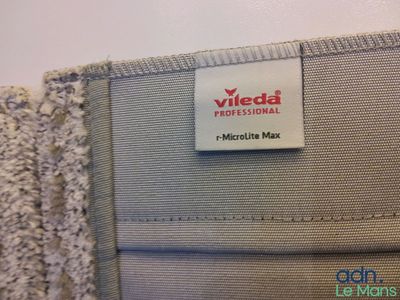 vileda®
PROFESSIONAL
r-MicroLite Max
adn.
Le Mans